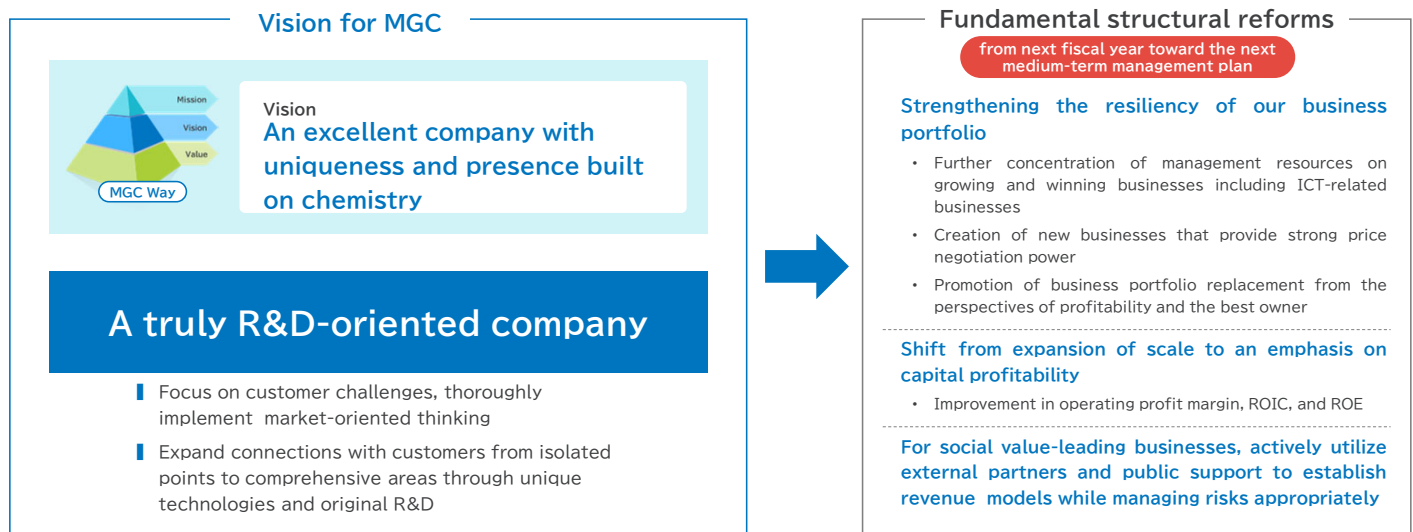 Vision for MGC
Mission
Vision
Value
MGC Way
Vision
An excellent company with
uniqueness and presence built
on chemistry
A truly R&D-oriented company
Focus on customer challenges, thoroughly
implement market-oriented thinking
Expand connections with customers from isolated
points to comprehensive areas through unique
technologies and original R&D
Fundamental structural reforms
from next fiscal year toward the next
medium-term management plan
Strengthening the resiliency of our business
portfolio
• Further concentration of management resources on
growing and winning businesses including ICT-related
businesses
• Creation of new businesses that provide strong price
negotiation power
• Promotion of business portfolio replacement from the
perspectives of profitability and the best owner
Shift from expansion of scale to an emphasis on
capital profitability
• Improvement in operating profit margin, ROIC, and ROE
For social value-leading businesses, actively utilize
external partners and public support to establish
revenue models while managing risks appropriately